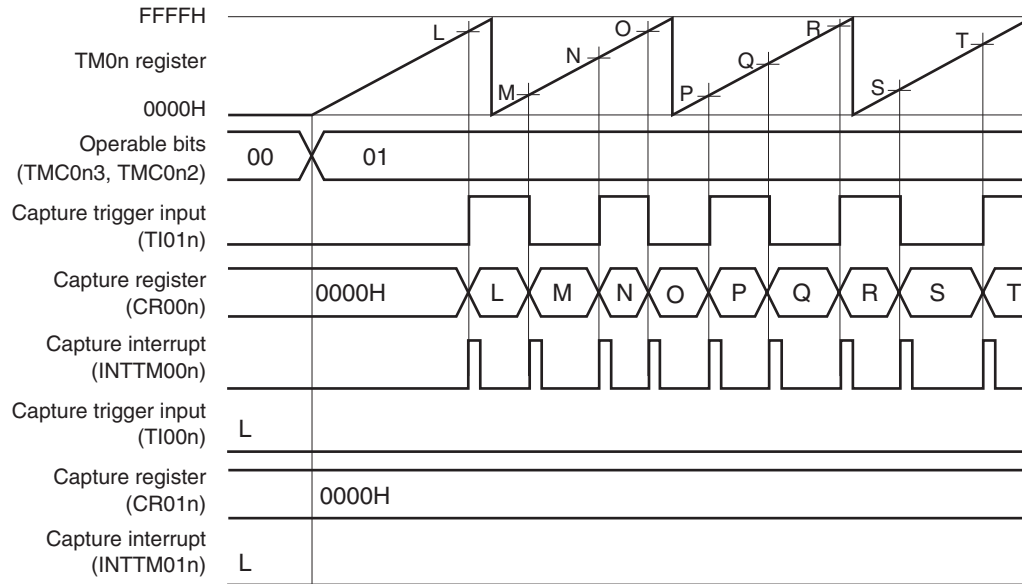 FFFFH
TM0n register
0000H
L
M
N
O
P
Q
R
S
T
Operable bits
(TMC0n3, TMC0n2)
00
01
Capture trigger input
(TI01n)
Capture register
(CR00n)
0000H
L
M
N
O
P
Q
R
S
T
Capture interrupt
(INTTM00n)
Capture trigger input
(TI00n)
L
Capture register
(CR01n)
0000H
Capture interrupt
(INTTM01n)
L